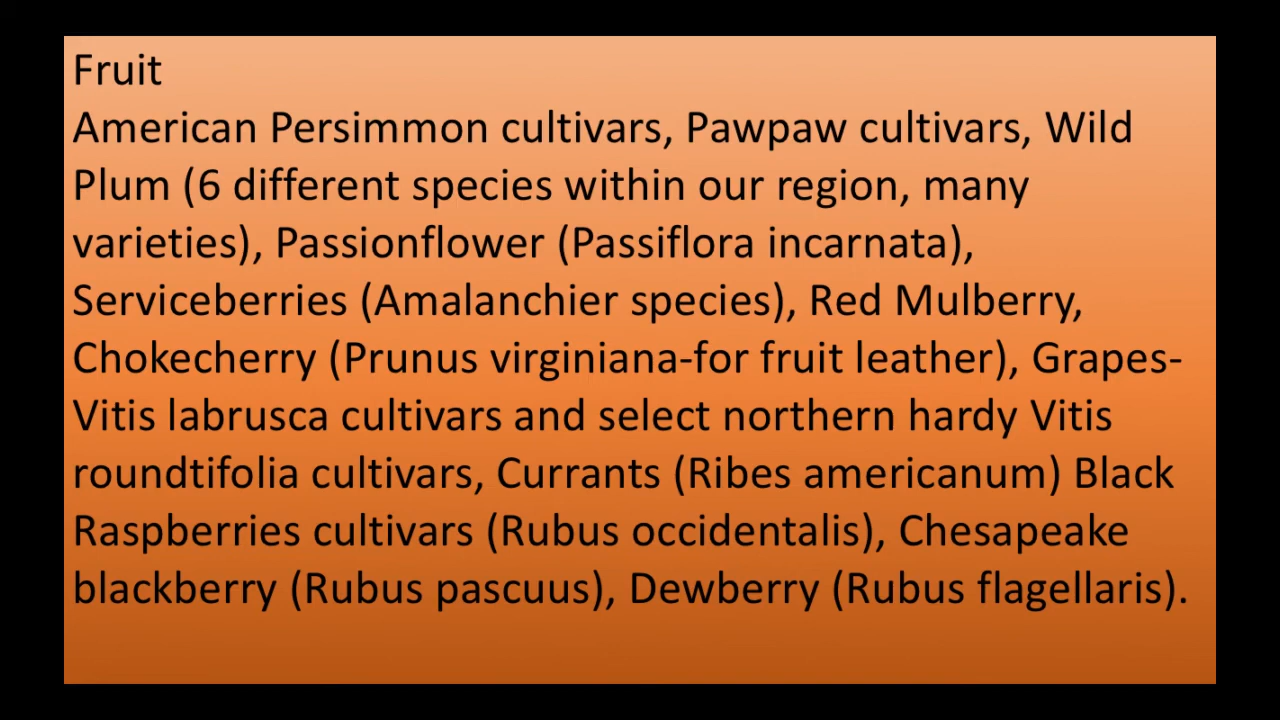 Fruit
American Persimmon cultivars, Pawpaw cultivars, Wild
Plum (6 different species within our region, many
varieties), Passionflower (Passiflora incarnata),
Serviceberries (Amalanchier species), Red Mulberry,
Chokecherry (Prunus virginiana-for fruit leather), Grapes-
Vitis labrusca cultivars and select northern hardy Vitis
roundtifolia cultivars, Currants (Ribes americanum) Black
Raspberries cultivars (Rubus occidentalis), Chesapeake
blackberry (Rubus pascuus), Dewberry (Rubus flagellaris).